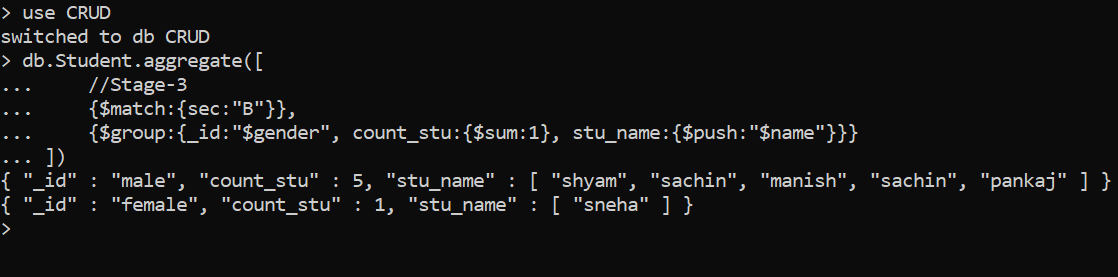 > use CRUD
switched to db CRUD
> db.Student.aggregate([
...     //Stage-3
...     {$match:{sec:"B"}},
...     {$group:{_id:"$gender", count_stu:{$sum:1}, stu_name:{$push:"$name"}}}
... ])
{ "_id" : "male", "count_stu" : 5, "stu_name" : [ "shyam", "sachin", "manish", "sachin", "pankaj" ] }
{ "_id" : "female", "count_stu" : 1, "stu_name" : [ "sneha" ] }
>